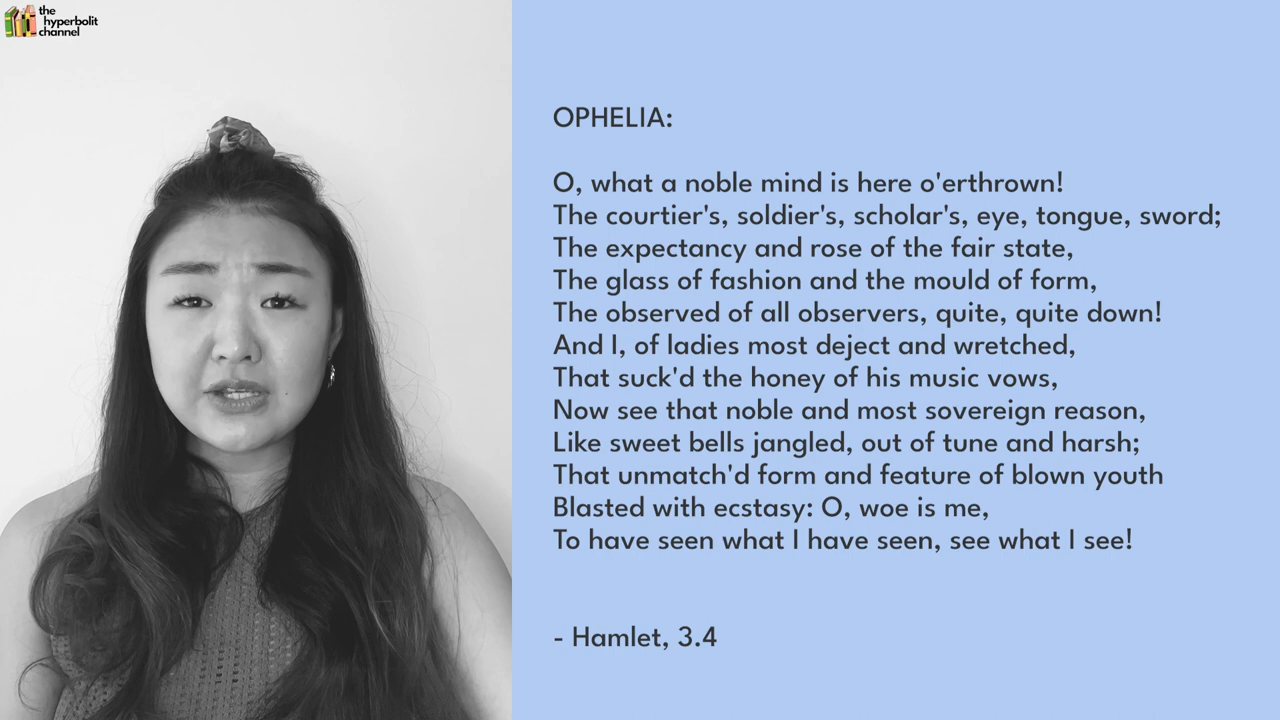 the
hyperbolit
channel
OPHELIA:
O, what a noble mind is here o'erthrown!
The courtier's, soldier's, scholar's, eye, tongue, sword;
The expectancy and rose of the fair state,
The glass of fashion and the mould of form,
The observed of all observers, quite, quite down!
And I, of ladies most deject and wretched,
That suck'd the honey of his music vows,
Now see that noble and most sovereign reason,
Like sweet bells jangled, out of tune and harsh;
That unmatch'd form and feature of blown youth
Blasted with ecstasy: O, woe is me,
To have seen what I have seen, see what I see!
- Hamlet, 3.4